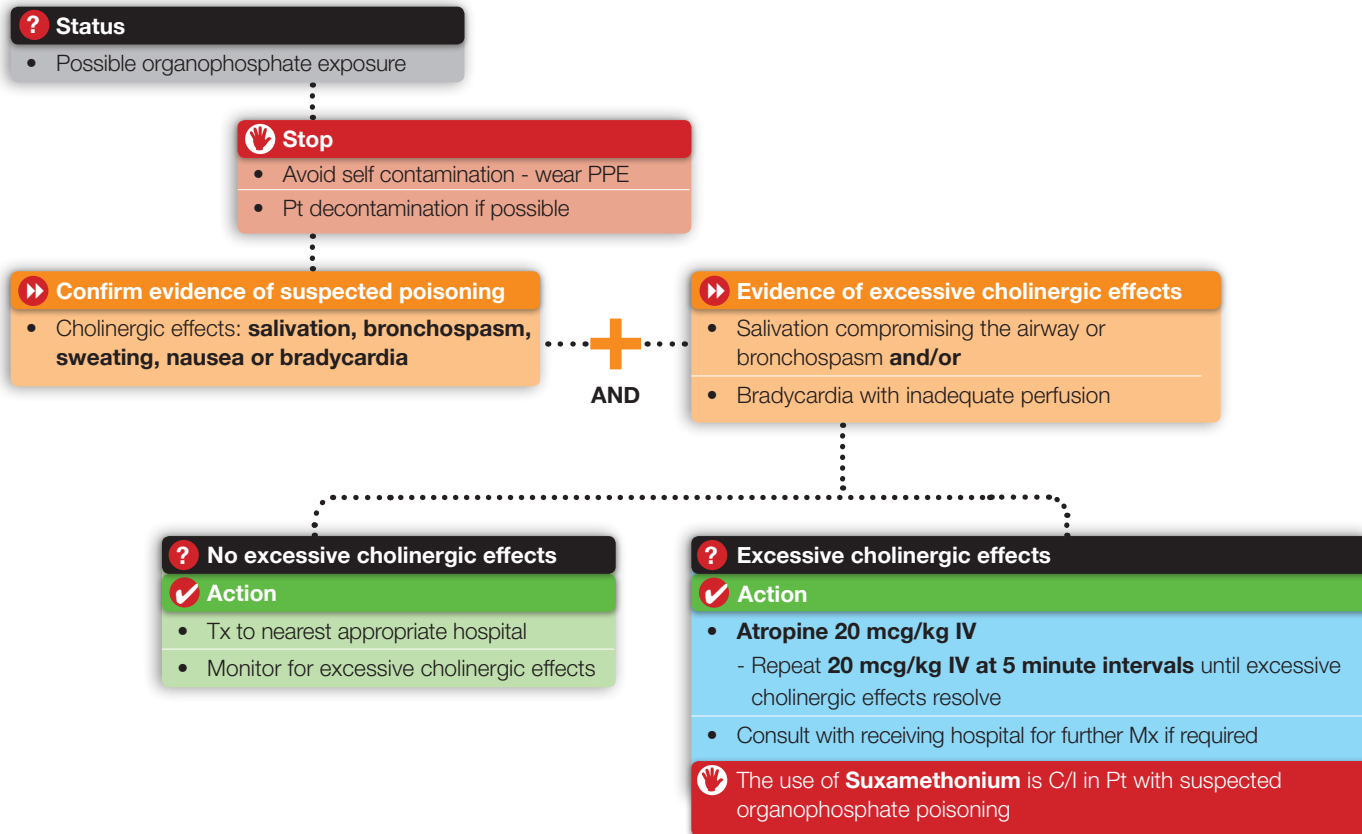 ? Status
• Possible organophosphate exposure
Stop
• Avoid self contamination - wear PPE
• Pt decontamination if possible
Confirm evidence of suspected poisoning
• Cholinergic effects: salivation, bronchospasm,
sweating, nausea or bradycardia
AND
Evidence of excessive cholinergic effects
• Salivation compromising the airway or
bronchospasm and/or
• Bradycardia with inadequate perfusion
? No excessive cholinergic effects
Action
• Tx to nearest appropriate hospital
• Monitor for excessive cholinergic effects
? Excessive cholinergic effects
Action
• Atropine 20 mcg/kg IV
- Repeat 20 mcg/kg IV at 5 minute intervals until excessive
cholinergic effects resolve
• Consult with receiving hospital for further Mx if required
The use of Suxamethonium is C/I in Pt with suspected
organophosphate poisoning